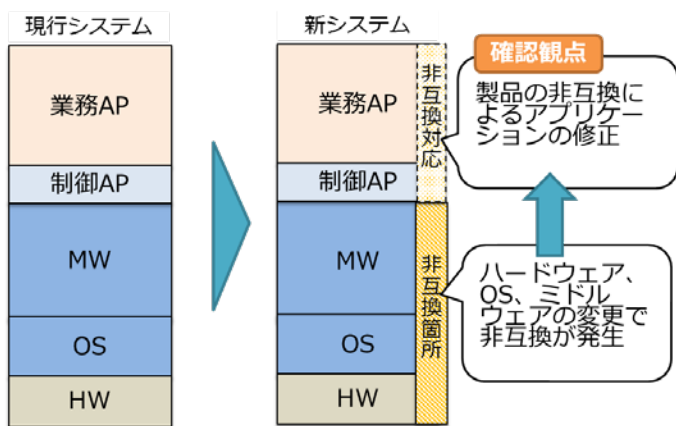 現行システム
業務AP
制御AP
MW
OS
HW
新システム
業務AP
制御AP
MW
OS
HW
非互換対応
非互換箇所
確認観点
製品の非互換に
よるアプリケー
ションの修正
ハードウェア、
OS、ミドル
ウェアの変更で
非互換が発生